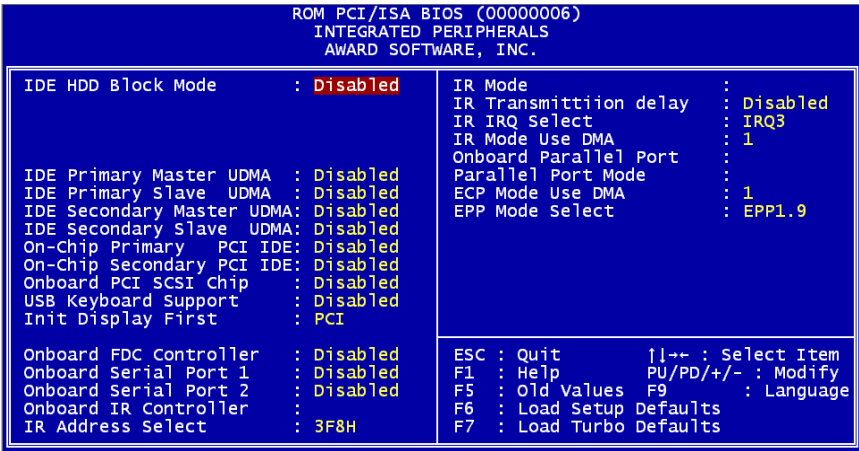 ROM PCI/ISA BIOS (00000006)
INTEGRATED PERIPHERALS
AWARD SOFTWARE, INC.
IDE HDD Block Mode : Disabled
IDE Primary Master UDMA : Disabled
IDE Primary Slave UDMA : Disabled
IDE Secondary Master UDMA: Disabled
IDE Secondary Slave UDMA: Disabled
On-Chip Primary PCI IDE: Disabled
On-Chip Secondary PCI IDE: Disabled
Onboard PCI SCSI Chip : Disabled
USB Keyboard Support : Disabled
Init Display First : PCI
Onboard FDC Controller : Disabled
Onboard Serial Port 1 : Disabled
Onboard Serial Port 2 : Disabled
Onboard IR Controller :
IR Address Select : 3F8H
IR Mode :
IR Transmittiion delay : Disabled
IR IRQ Select : IRQ3
IR Mode Use DMA : 1
Onboard Parallel Port :
Parallel Port Mode :
ECP Mode Use DMA : 1
EPP Mode Select : EPP1.9
ESC : Quit ↑↓→← : Select Item
F1 : Help PU/PD/+/- : Modify
F5 : Old Values F9 : Language
F6 : Load Setup Defaults
F7 : Load Turbo Defaults